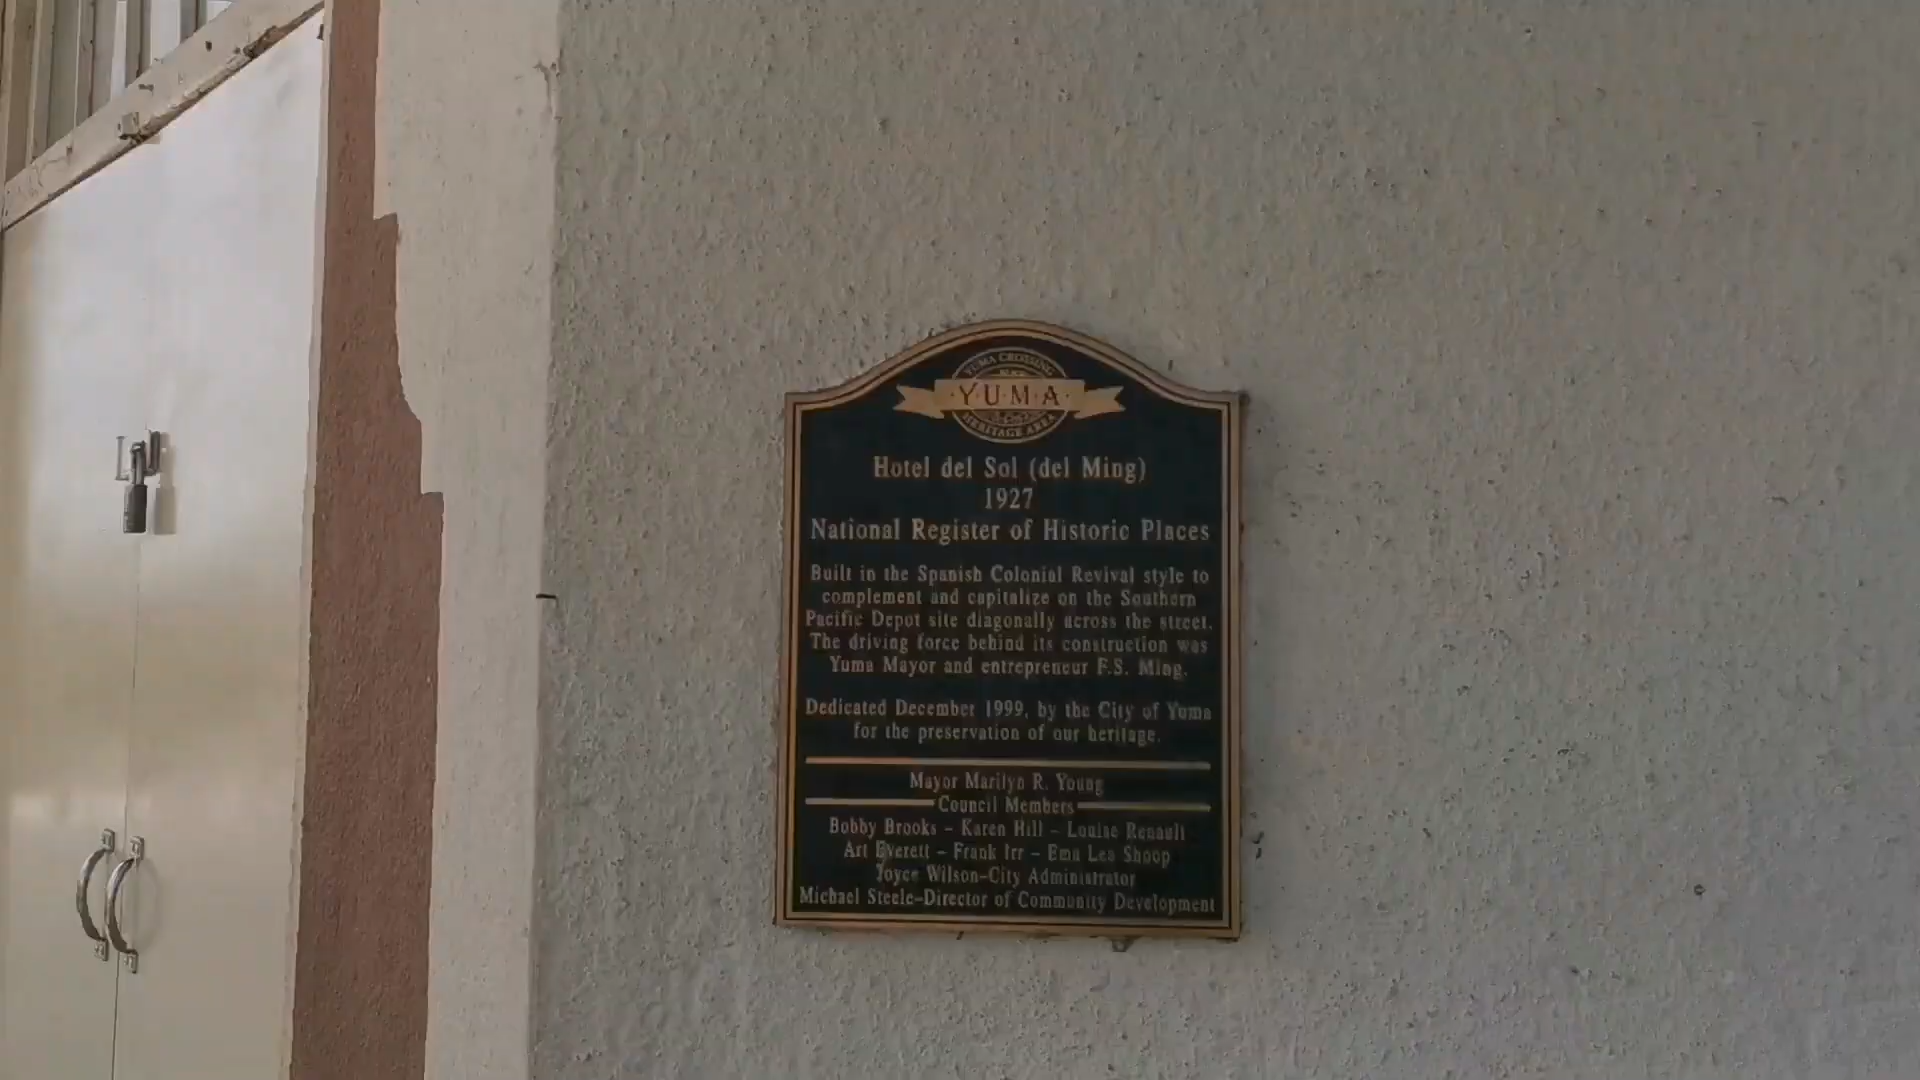 YUMA CROSSING
YUMA
HERITAGE AREA
Hotel del Sol (del Ming)
1927
National Register of Historic Places
Built in the Spanish Colonial Revival style to
complement and capitalize on the Southern
Pacific Depot site diagonally across the street.
The driving force behind its construction was
Yuma Mayor and entrepreneur F.S. Ming.
Dedicated December 1999, by the City of Yuma
for the preservation of our heritage.
Mayor Marilyn R. Young
Council Members
Bobby Brooks - Karen Hill - Louise Renault
Art Everett - Frank Irr - Ema Lea Shoop
Joyce Wilson-City Administrator
Michael Steele-Director of Community Development